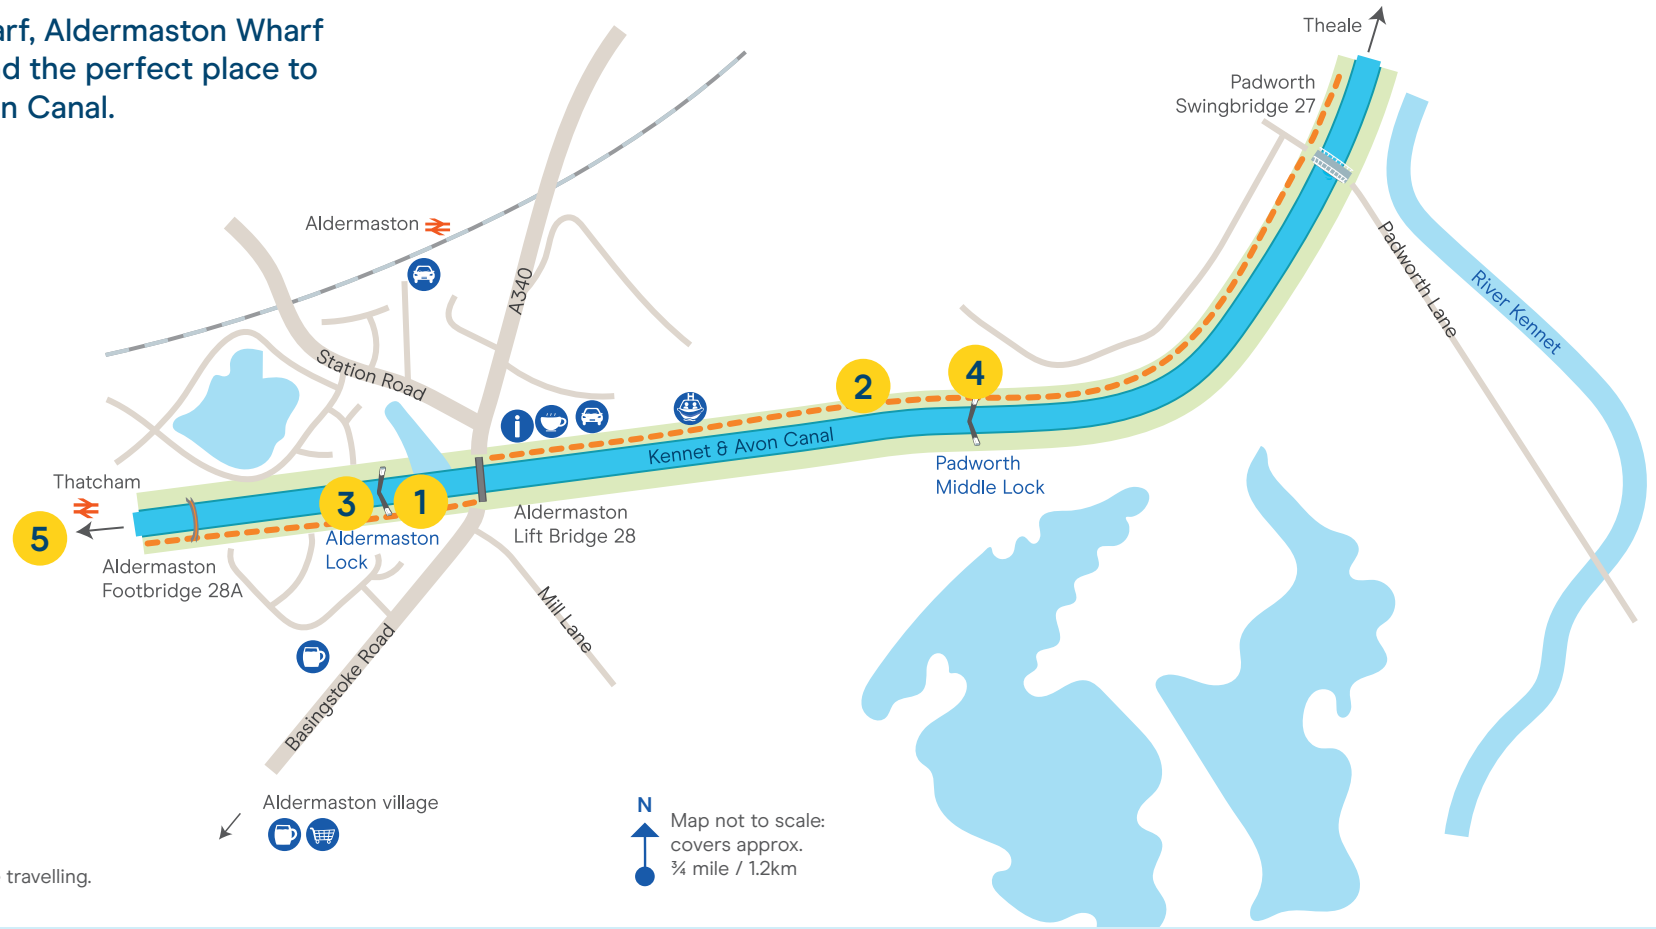 arf, Aldermaston Wharf
d the perfect place to
n Canal.
Theale
Padworth
Swingbridge 27
Aldermaston
A340
Padworth Lane
River Kennet
Station Road
2
4
i
Kennet & Avon Canal
Padworth
Middle Lock
Thatcham
3
1
5
Aldermaston
Lift Bridge 28
Aldermaston
Lock
Aldermaston
Footbridge 28A
Mill Lane
Basingstoke Road
Aldermaston village
N
Map not to scale:
covers approx.
¾ mile / 1.2km
travelling.